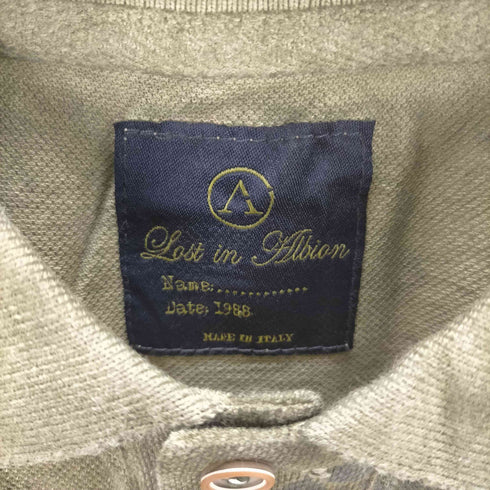 A
Lost in Albion
Name:............
Date: 1988
MADE IN ITALY